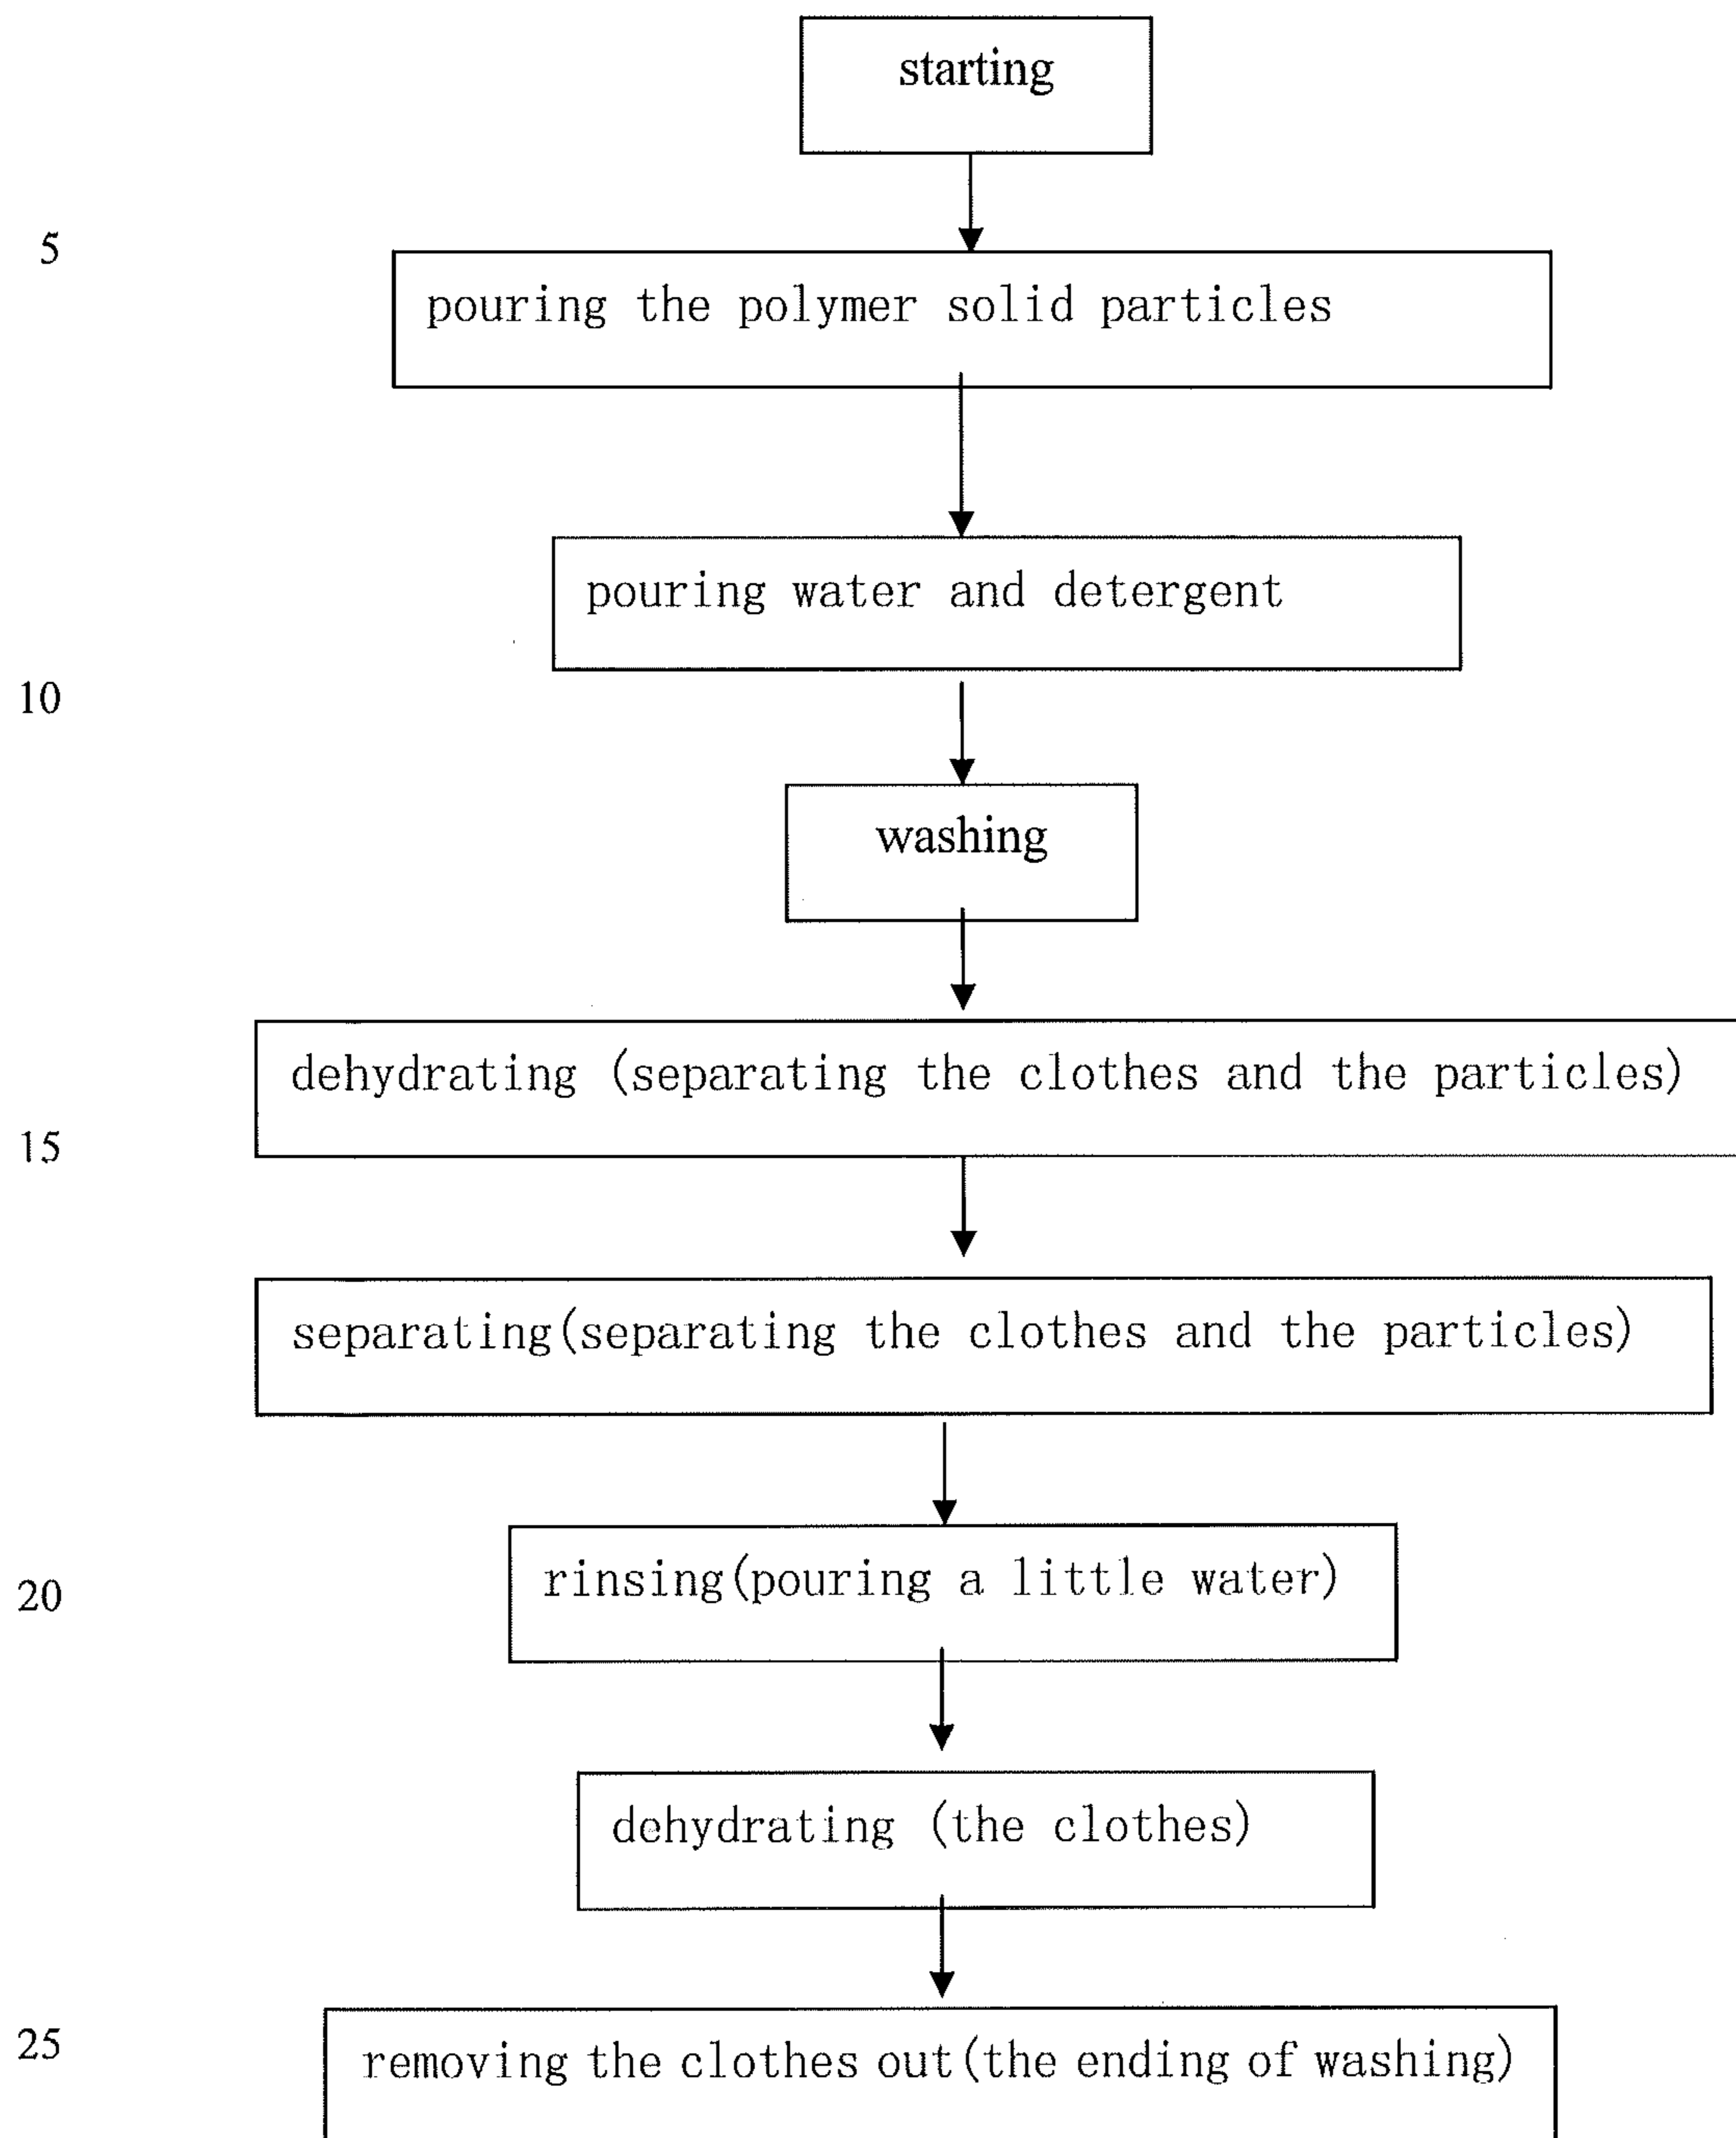 starting
5
pouring the polymer solid particles
pouring water and detergent
10
washing
dehydrating (separating the clothes and the particles)
15
separating(separating the clothes and the particles)
rinsing(pouring a little water)
20
dehydrating (the clothes)
25
removing the clothes out(the ending of washing)